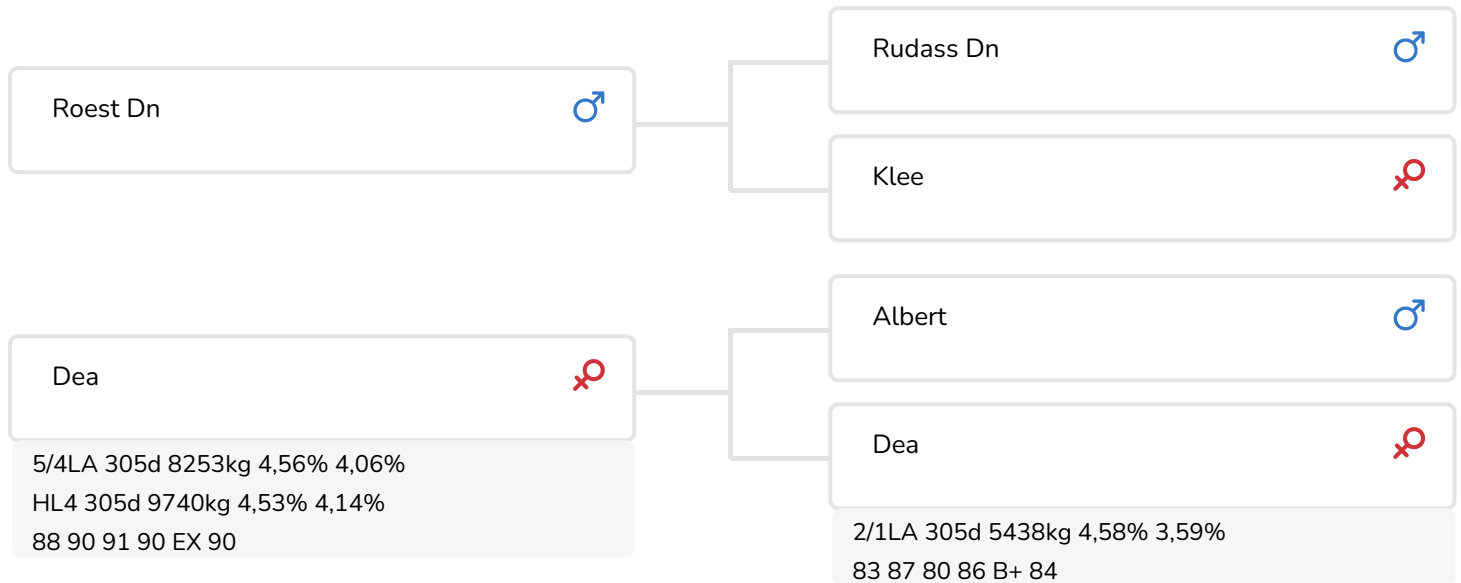 Roest Dn
Rudass Dn
Klee
Dea
5/4LA 305d 8253kg 4,56% 4,06%
HL4 305d 9740kg 4,53% 4,14%
88 90 91 90 EX 90
Albert
Dea
2/1LA 305d 5438kg 4,58% 3,59%
83 87 80 86 B+ 84